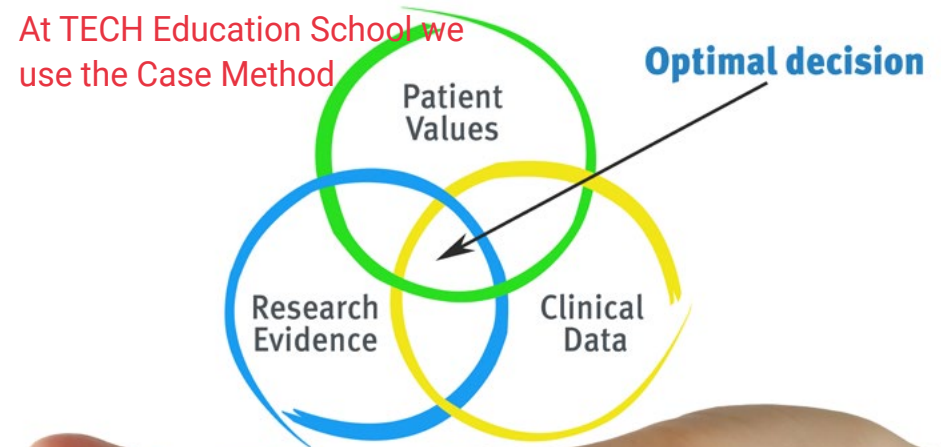 At TECH Education School we
use the Case Method
Optimal decision
Patient
Values
Research
Evidence
Clinical
Data